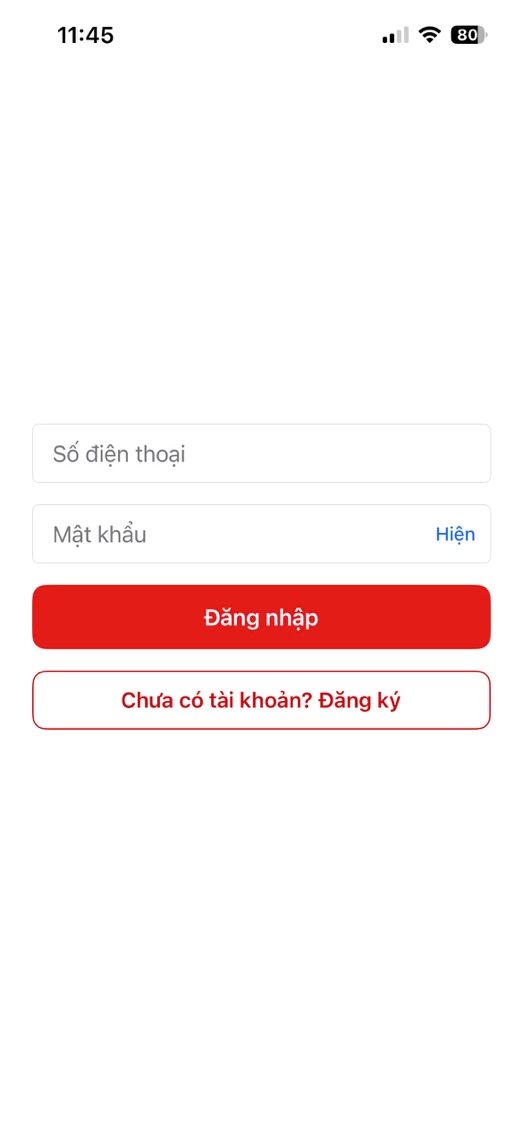 11:45
80
Số điện thoại
Mật khẩu
Hiện
Đăng nhập
Chưa có tài khoản? Đăng ký